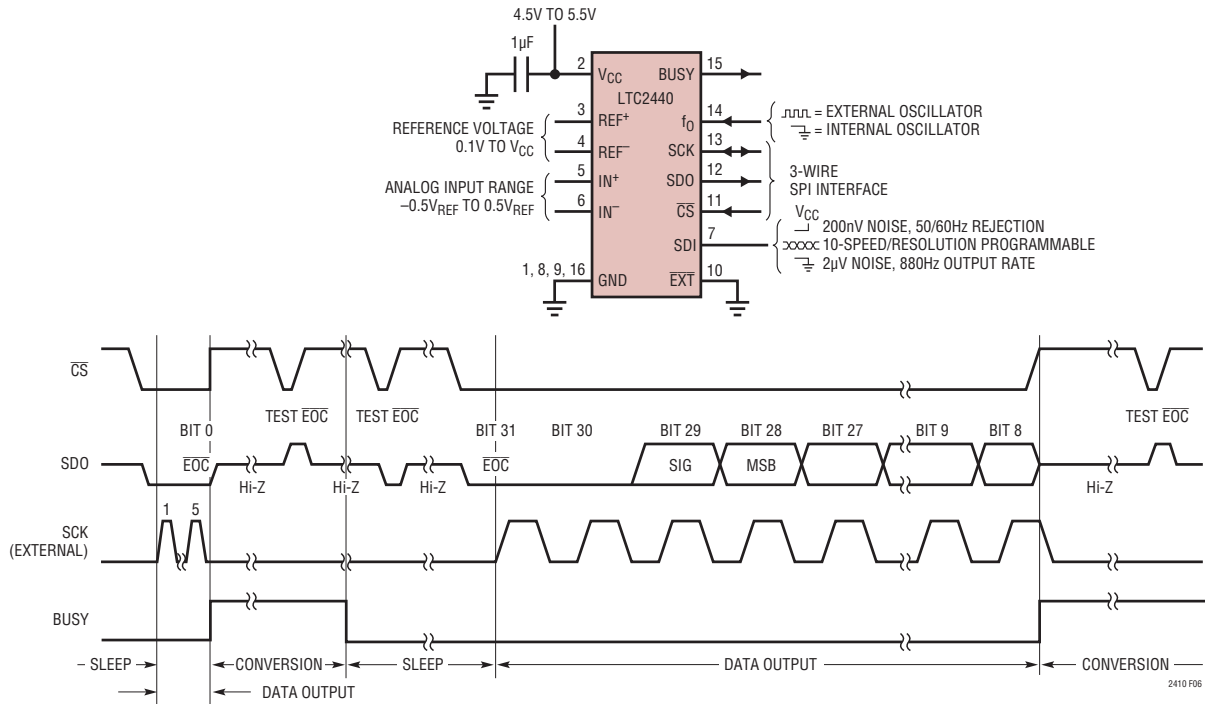 4.5V TO 5.5V
1µF
2
VCC
BUSY
15
LTC2440
REFERENCE VOLTAGE
0.1V TO VCC
3
REF+
fO
14
= EXTERNAL OSCILLATOR
= INTERNAL OSCILLATOR
4
REF–
SCK
13
ANALOG INPUT RANGE
–0.5VREF TO 0.5VREF
5
IN+
SDO
12
3-WIRE
SPI INTERFACE
6
IN–
CS
11
SDI
7
VCC
200nV NOISE, 50/60Hz REJECTION
10-SPEED/RESOLUTION PROGRAMMABLE
2µV NOISE, 880Hz OUTPUT RATE
1, 8, 9, 16
GND
EXT
10
CS
TEST EOC
TEST EOC
TEST EOC
BIT 0
BIT 31
BIT 30
BIT 29
BIT 28
BIT 27
BIT 9
BIT 8
SDO
EOC
EOC
SIG
MSB
Hi-Z
Hi-Z
Hi-Z
Hi-Z
1
5
SCK
(EXTERNAL)
BUSY
SLEEP
CONVERSION
SLEEP
DATA OUTPUT
CONVERSION
DATA OUTPUT
2410 F06